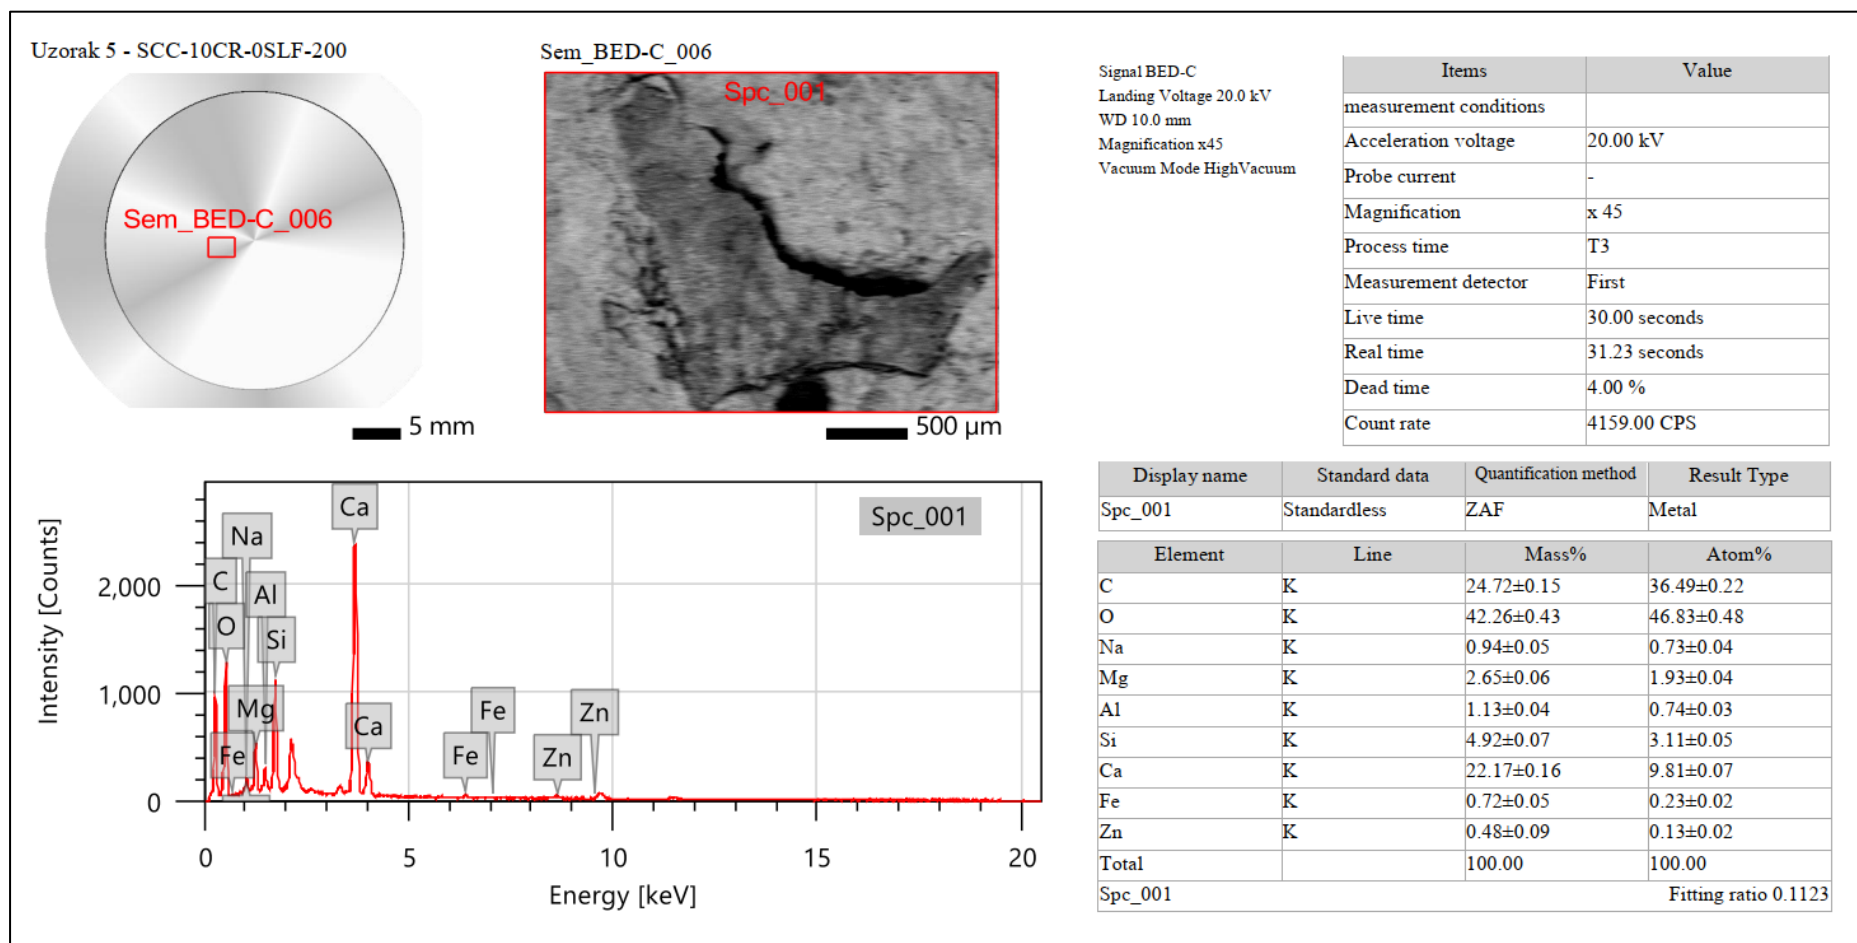 Uzorak 5 - SCC-10CR-0SLF-200
Sem_BED-C_006
5 mm
Sem_BED-C_006
Spc_001
500 µm
Signal BED-C
Landing Voltage 20.0 kV
WD 10.0 mm
Magnification x45
Vacuum Mode HighVacuum
Items Value
measurement conditions
Acceleration voltage 20.00 kV
Probe current -
Magnification x 45
Process time T3
Measurement detector First
Live time 30.00 seconds
Real time 31.23 seconds
Dead time 4.00 %
Count rate 4159.00 CPS
Intensity [Counts]
2,000
1,000
0
Spc_001
Ca
Na
C
Al
O
Si
Mg
Fe
Ca
Fe
Fe
Zn
Zn
0 5 10 15 20
Energy [keV]
Display name Standard data Quantification method Result Type
Spc_001 Standardless ZAF Metal
Element Line Mass% Atom%
C K 24.72±0.15 36.49±0.22
O K 42.26±0.43 46.83±0.48
Na K 0.94±0.05 0.73±0.04
Mg K 2.65±0.06 1.93±0.04
Al K 1.13±0.04 0.74±0.03
Si K 4.92±0.07 3.11±0.05
Ca K 22.17±0.16 9.81±0.07
Fe K 0.72±0.05 0.23±0.02
Zn K 0.48±0.09 0.13±0.02
Total 100.00 100.00
Spc_001 Fitting ratio 0.1123